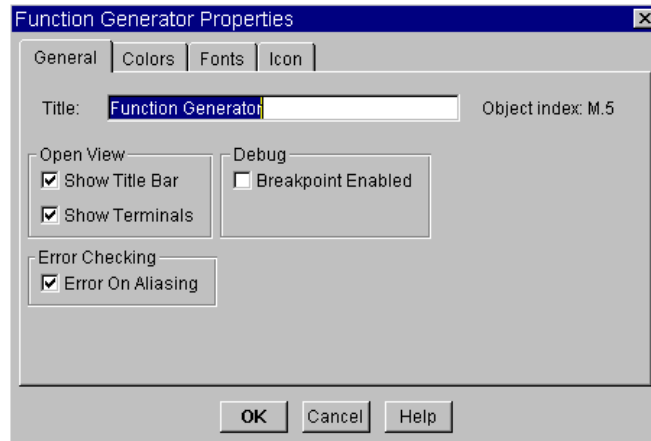 Function Generator Properties
General Colors Fonts Icon
Title: Function Generator Object index: M.5
Open View Debug
Show Title Bar Breakpoint Enabled
Show Terminals
Error Checking
Error On Aliasing
OK Cancel Help